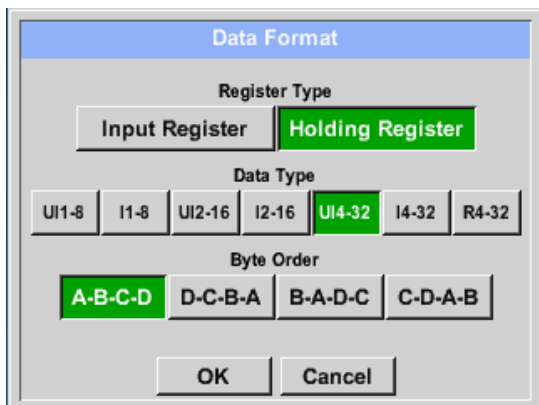 Data Format
Register Type
Input Register Holding Register
Data Type
UI1-8 I1-8 UI2-16 I2-16 UI4-32 I4-32 R4-32
Byte Order
A-B-C-D D-C-B-A B-A-D-C C-D-A-B
OK Cancel